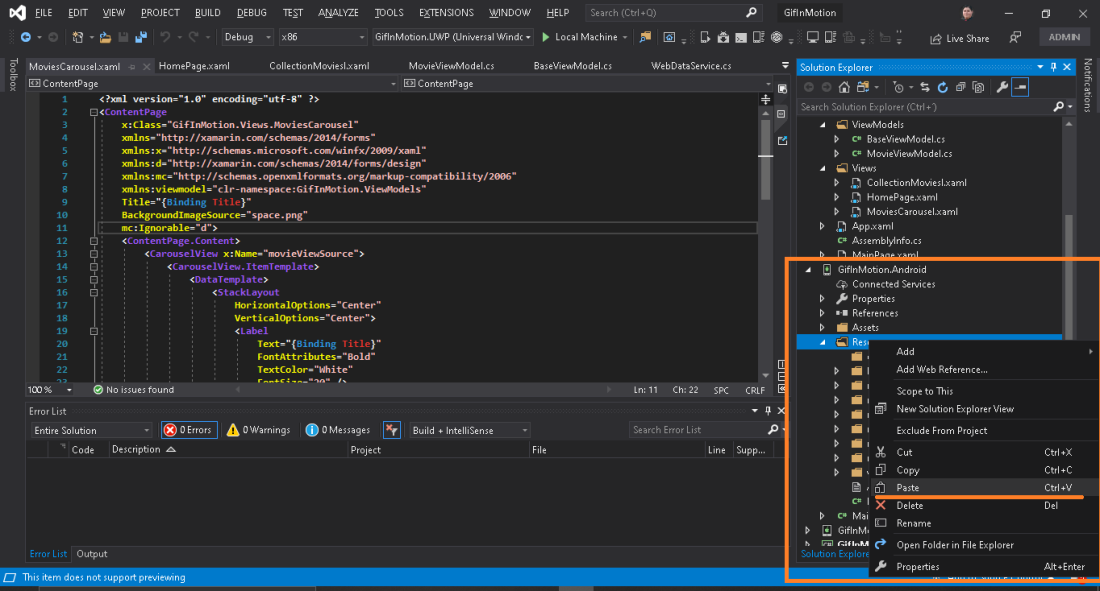 FILE EDIT VIEW PROJECT BUILD DEBUG TEST ANALYZE TOOLS EXTENSIONS WINDOW HELP Search (Ctrl+Q) GifInMotion
Debug x86 GifInMotion.UWP (Universal Window Local Machine Live Share ADMIN
Toolbox
MoviesCarousel.xaml HomePage.xaml CollectionMoviesI.xaml MovieViewModel.cs BaseViewModel.cs WebDataService.cs
ContentPage ContentPage
1 <?xml version="1.0" encoding="utf-8" ?>
2 <ContentPage
3 x:Class="GifInMotion.Views.MoviesCarousel"
4 xmlns="http://xamarin.com/schemas/2014/forms"
5 xmlns:x="http://schemas.microsoft.com/winfx/2009/xaml"
6 xmlns:d="http://xamarin.com/schemas/2014/forms/design"
7 xmlns:mc="http://schemas.openxmlformats.org/markup-compatibility/2006"
8 xmlns:viewmodel="clr-namespace:GifInMotion.ViewModels"
9 Title="{Binding Title}"
10 BackgroundImageSource="space.png"
11 mc:Ignorable="d">
12 <ContentPage.Content>
13 <CarouselView x:Name="movieViewSource">
14 <CarouselView.ItemTemplate>
15 <DataTemplate>
16 <StackLayout
17 HorizontalOptions="Center"
18 VerticalOptions="Center">
19 <Label
20 Text="{Binding Title}"
21 FontAttributes="Bold"
22 TextColor="White"
23 FontSize="20" />
100 % No issues found Ln: 11 Ch: 22 SPC CRLF
Error List
Entire Solution 0 Errors 0 Warnings 0 Messages Build + IntelliSense Search Error List
Code Description Project File Line Supp...
Error List Output
This item does not support previewing
Solution Explorer
Search Solution Explorer (Ctrl+')
ViewModels
BaseViewModel.cs
MovieViewModel.cs
Views
CollectionMoviesI.xaml
HomePage.xaml
MoviesCarousel.xaml
App.xaml
AssemblyInfo.cs
MainPage.xaml
GifInMotion.Android
Connected Services
Properties
References
Assets
Mai
GifInMo
GifInMo
Solution Explore
Add
Add Web Reference...
Scope to This
New Solution Explorer View
Exclude From Project
Cut Ctrl+X
Copy Ctrl+C
Paste Ctrl+V
Delete Del
Rename
Open Folder in File Explorer
Properties Alt+Enter
Notifications